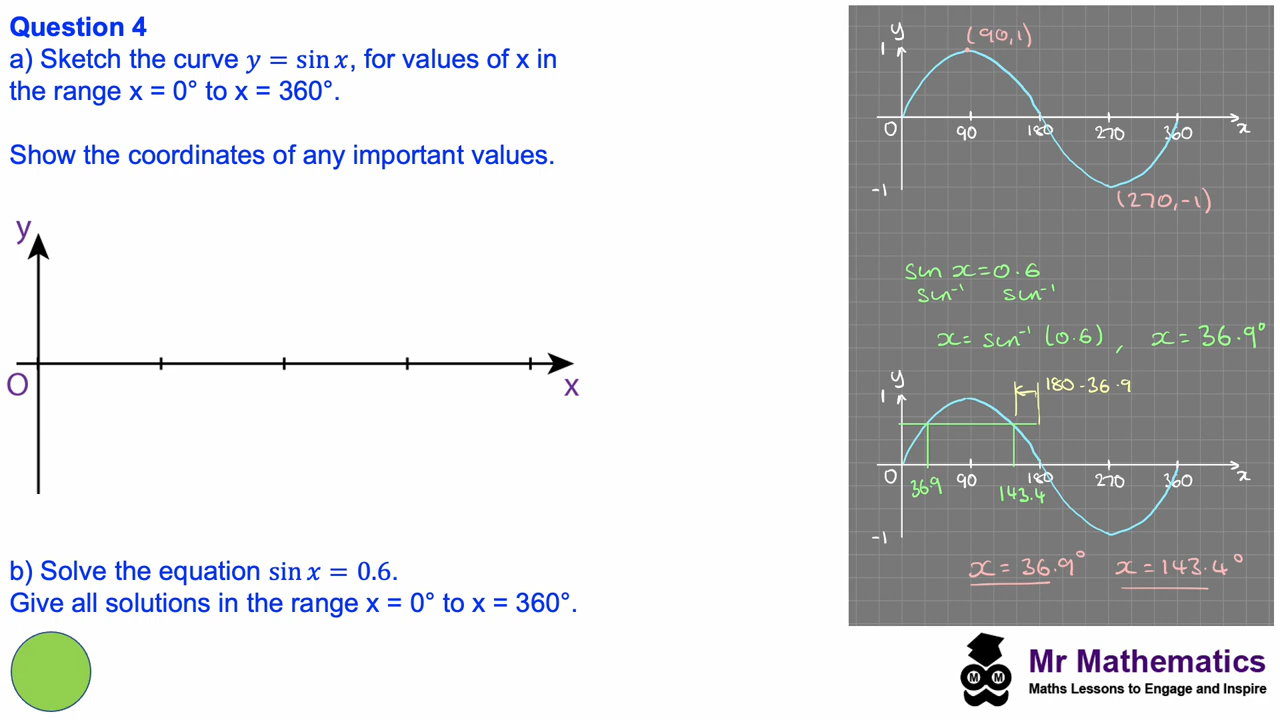 Question 4
a) Sketch the curve y = sin x, for values of x in
the range x = 0° to x = 360°.
Show the coordinates of any important values.
y
O
x
b) Solve the equation sin x = 0.6.
Give all solutions in the range x = 0° to x = 360°.
y
(90,1)
1
O 90 180 270 360 x
-1
(270,-1)
sin x = 0.6
sin⁻¹ sin⁻¹
x = sin⁻¹ (0.6), x = 36.9°
y
180-36.9
1
O 36.9 90 143.4 180 270 360 x
-1
x = 36.9° x = 143.4°
M M
Mr Mathematics
Maths Lessons to Engage and Inspire